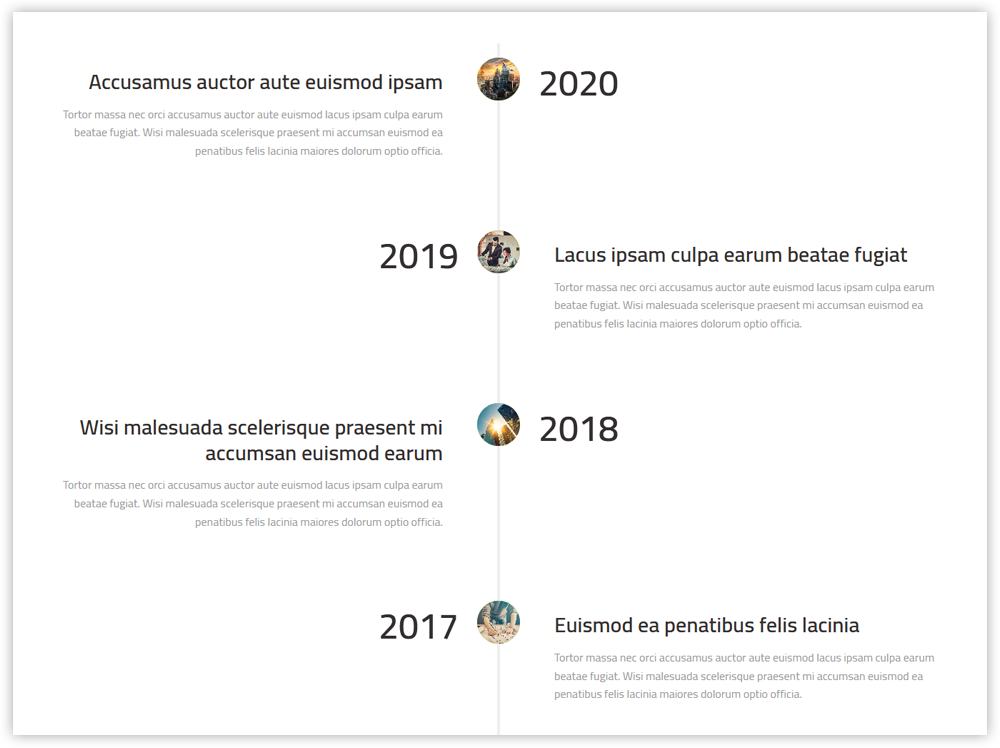 Accusamus auctor aute euismod ipsam
2020
Tortor massa nec orci accusamus auctor aute euismod lacus ipsam culpa earum
beatae fugiat. Wisi malesuada scelerisque praesent mi accumsan euismod ea
penatibus felis lacinia maiores dolorum optio officia.
2019
Lacus ipsam culpa earum beatae fugiat
Tortor massa nec orci accusamus auctor aute euismod lacus ipsam culpa earum
beatae fugiat. Wisi malesuada scelerisque praesent mi accumsan euismod ea
penatibus felis lacinia maiores dolorum optio officia.
Wisi malesuada scelerisque praesent mi
accumsan euismod earum
2018
Tortor massa nec orci accusamus auctor aute euismod lacus ipsam culpa earum
beatae fugiat. Wisi malesuada scelerisque praesent mi accumsan euismod ea
penatibus felis lacinia maiores dolorum optio officia.
2017
Euismod ea penatibus felis lacinia
Tortor massa nec orci accusamus auctor aute euismod lacus ipsam culpa earum
beatae fugiat. Wisi malesuada scelerisque praesent mi accumsan euismod ea
penatibus felis lacinia maiores dolorum optio officia.